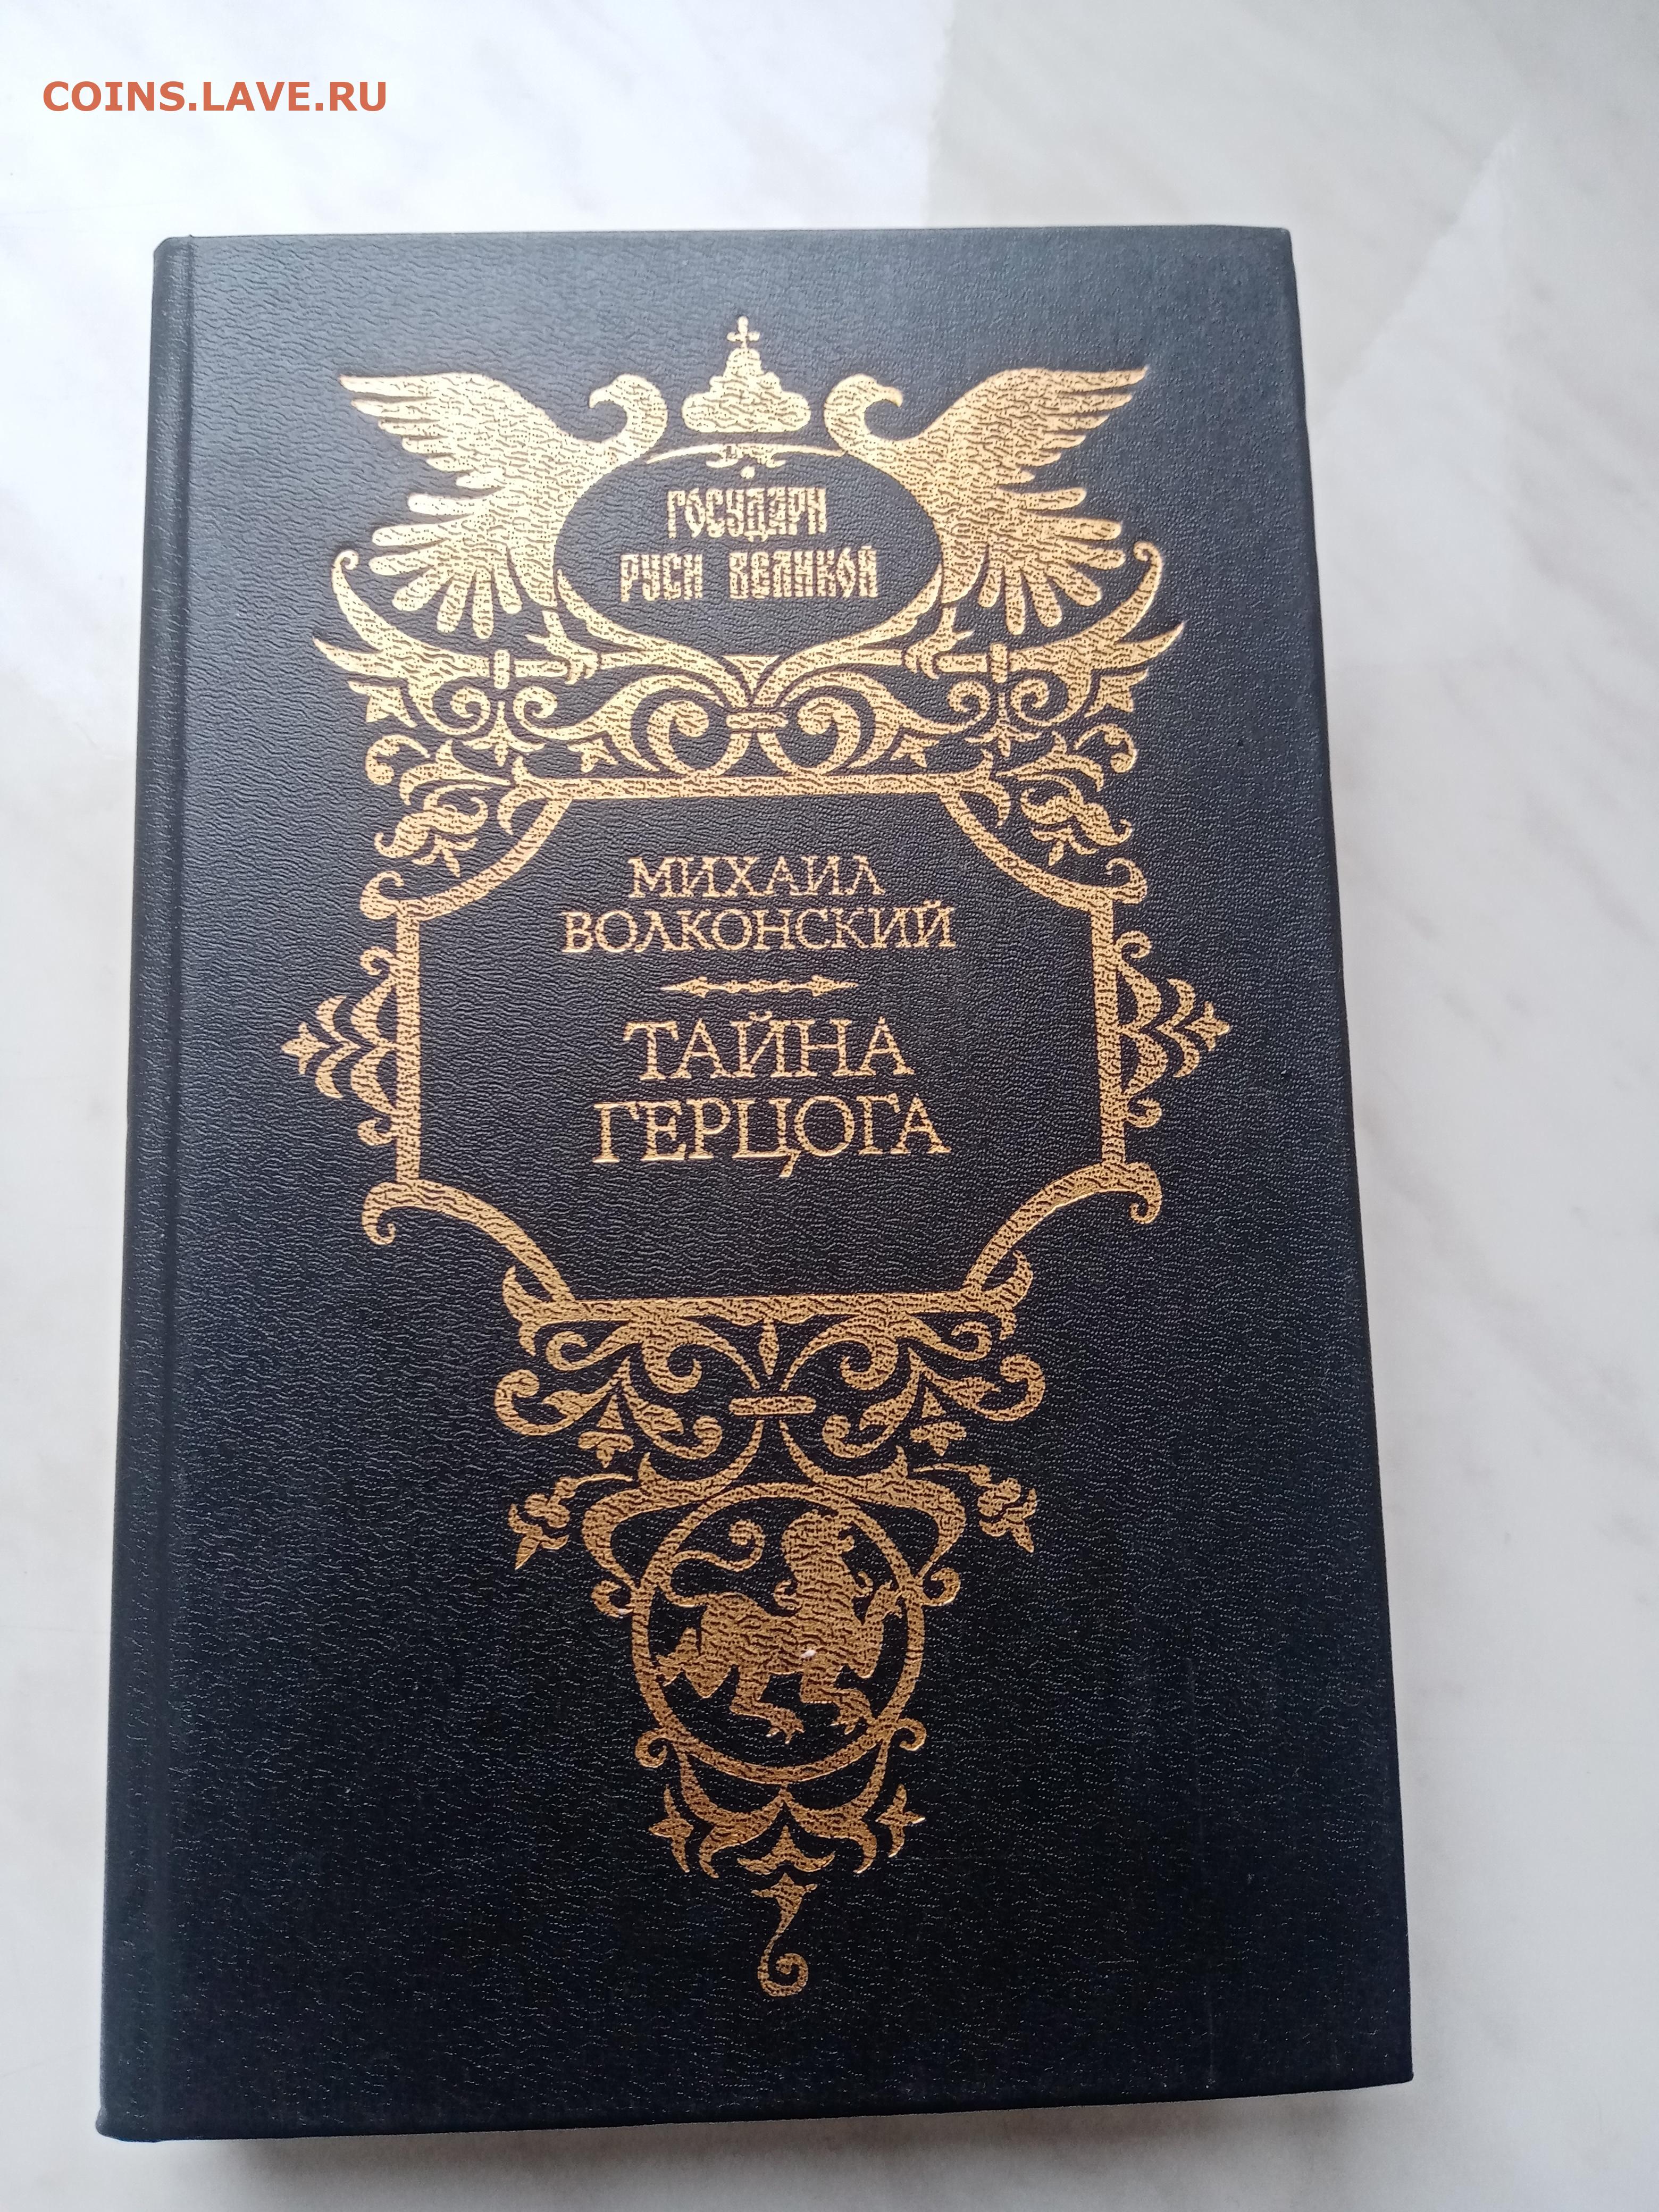 COINS.LAVE.RU
ГОСУДАРИ
РУСИ ВЕЛИКОЙ
МИХАИЛ
ВОЛКОНСКИЙ
ТАЙНА
ГЕРЦОГА